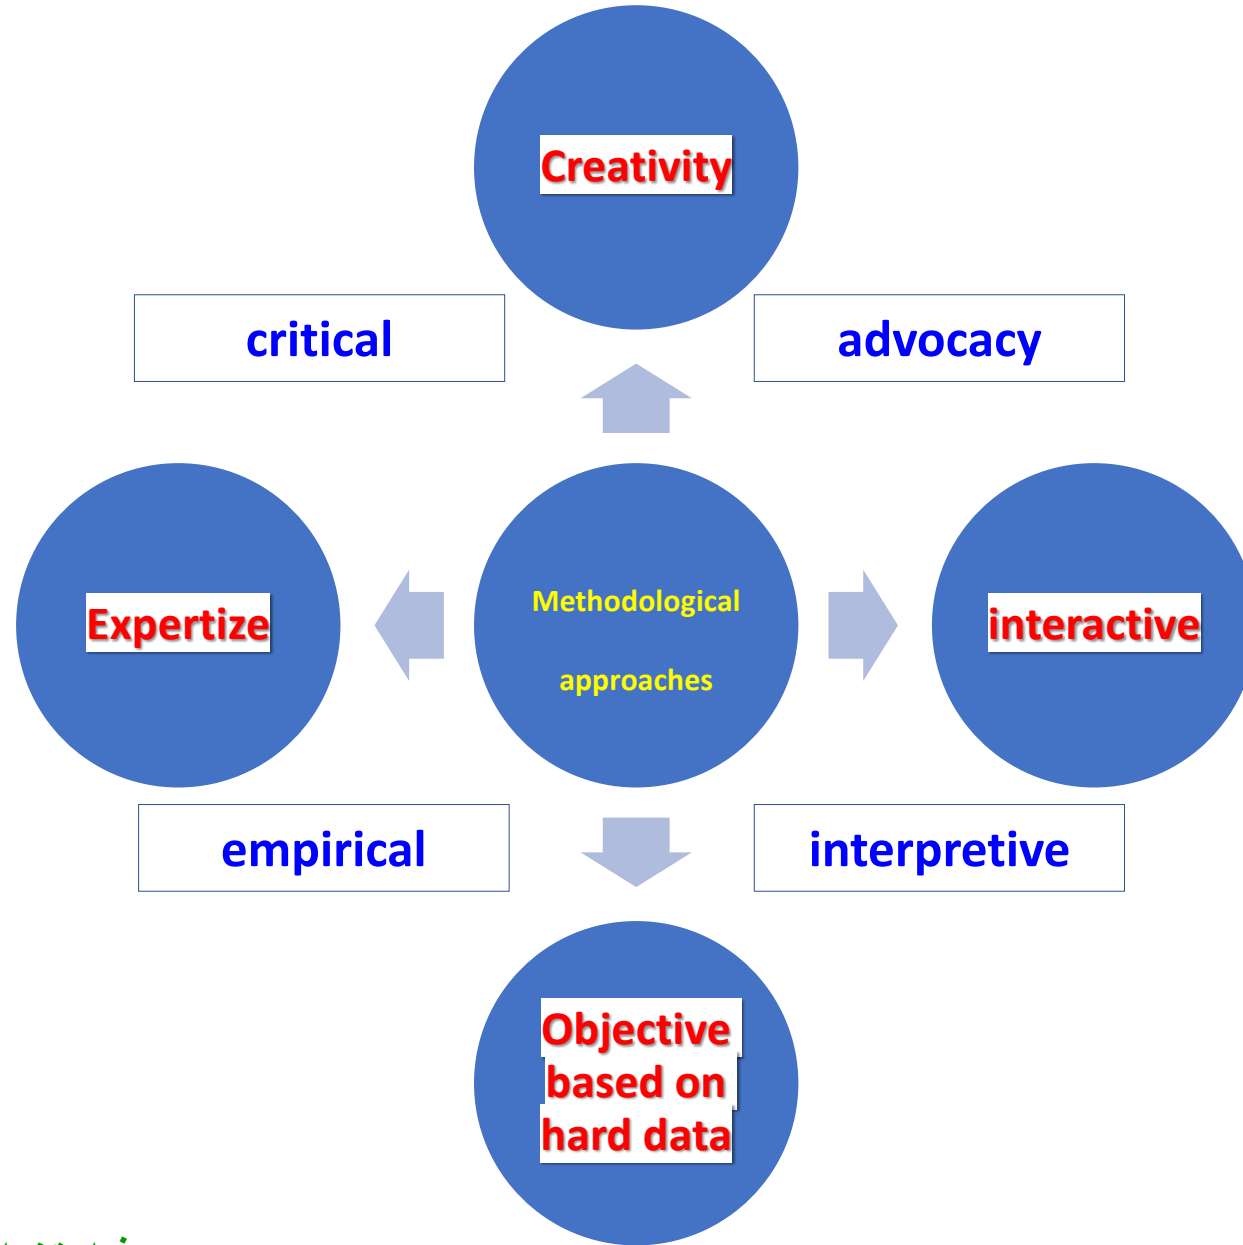 Creativity
critical
advocacy
Methodological
approaches
Expertize
interactive
empirical
interpretive
Objective
based on
hard data